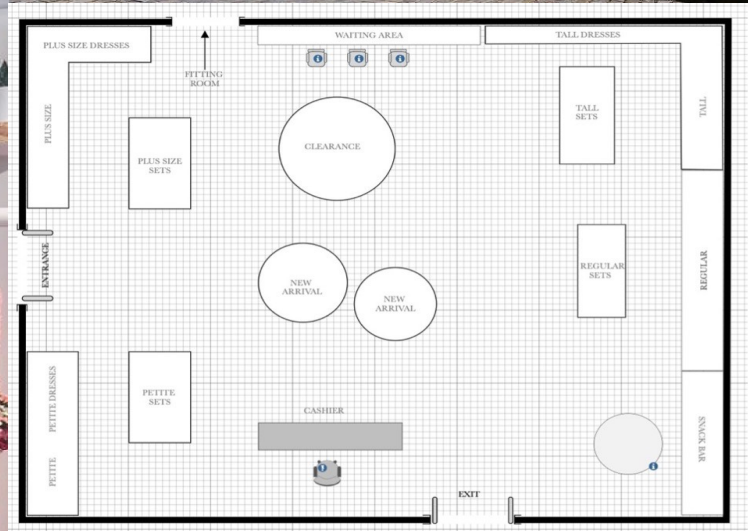 PLUS SIZE DRESSES
WAITING AREA
TALL DRESSES
FITTING
ROOM
PLUS SIZE
TALL
SETS
TALL
CLEARANCE
PLUS SIZE
SETS
ENTRANCE
NEW
ARRIVAL
NEW
ARRIVAL
REGULAR
SETS
REGULAR
PETITE DRESSES
PETITE
SETS
PETITE
CASHIER
SNACK BAR
EXIT